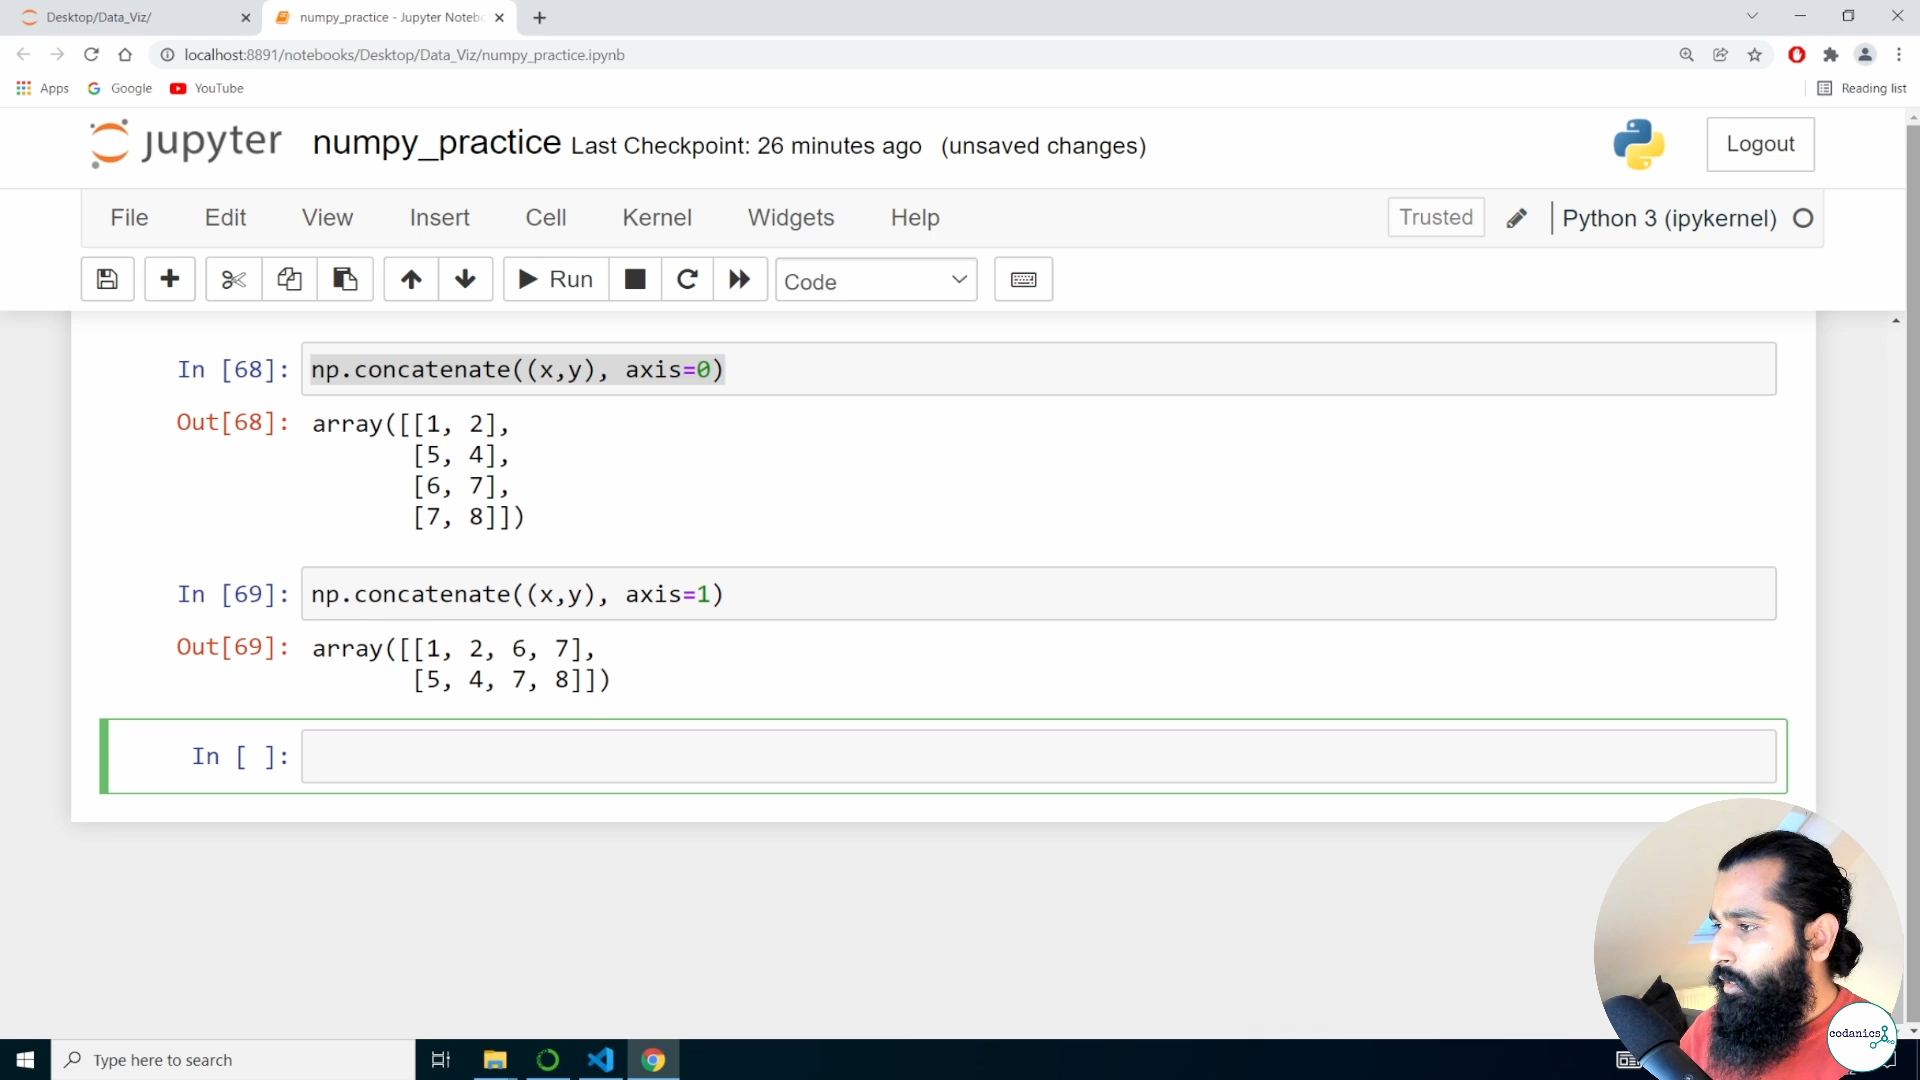 Desktop/Data_Viz/
numpy_practice - Jupyter Noteb
localhost:8891/notebooks/Desktop/Data_Viz/numpy_practice.ipynb
Apps
Google
YouTube
Reading list
jupyter
numpy_practice Last Checkpoint: 26 minutes ago (unsaved changes)
Logout
File Edit View Insert Cell Kernel Widgets Help
Trusted
Python 3 (ipykernel)
Run
Code
In [68]: np.concatenate((x,y), axis=0)
Out[68]: array([[1, 2],
[5, 4],
[6, 7],
[7, 8]])
In [69]: np.concatenate((x,y), axis=1)
Out[69]: array([[1, 2, 6, 7],
[5, 4, 7, 8]])
In [ ]:
codanics
Type here to search